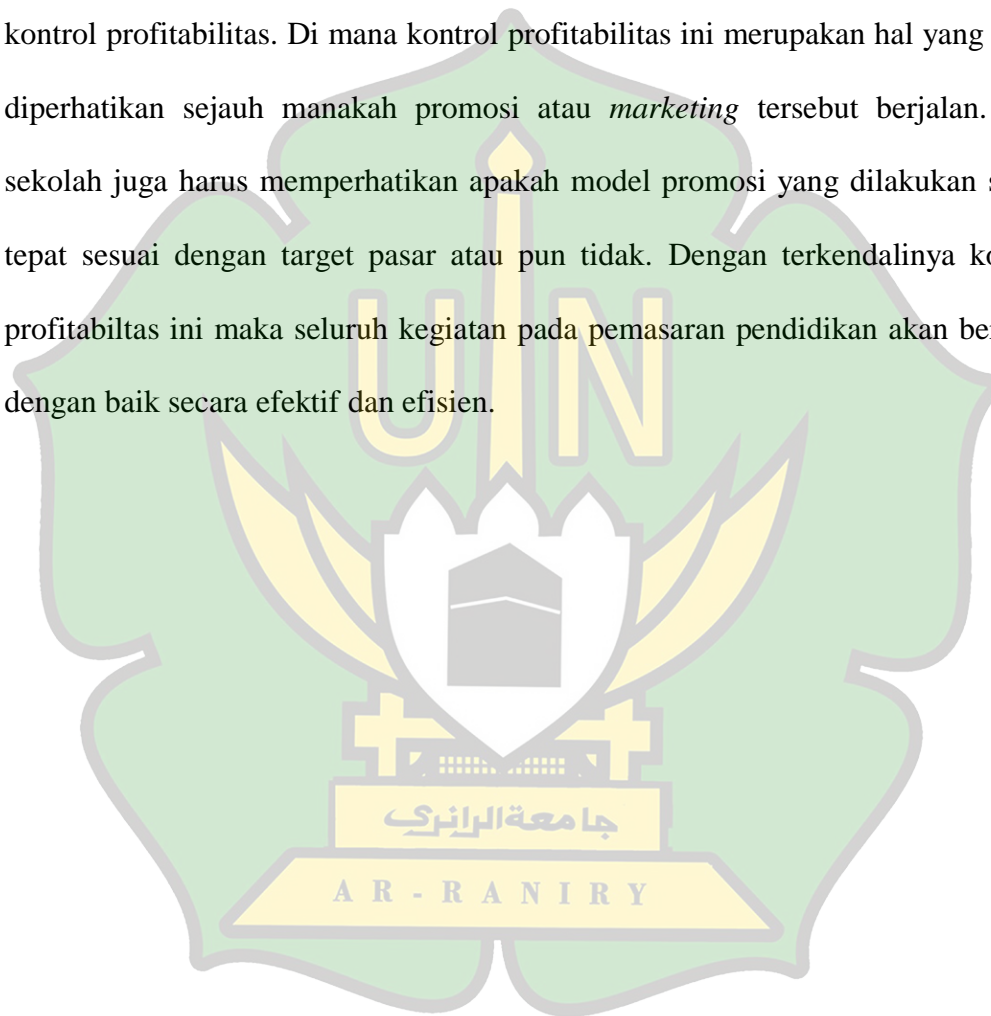 kontrol profitabilitas. Di mana kontrol profitabilitas ini merupakan hal yang
diperhatikan sejauh manakah promosi atau marketing tersebut berjalan.
sekolah juga harus memperhatikan apakah model promosi yang dilakukan
tepat sesuai dengan target pasar atau pun tidak. Dengan terkendalinya
profitabiltas ini maka seluruh kegiatan pada pemasaran pendidikan akan
dengan baik secara efektif dan efisien.
UIN
جامعة الرانري
AR-RANIRY